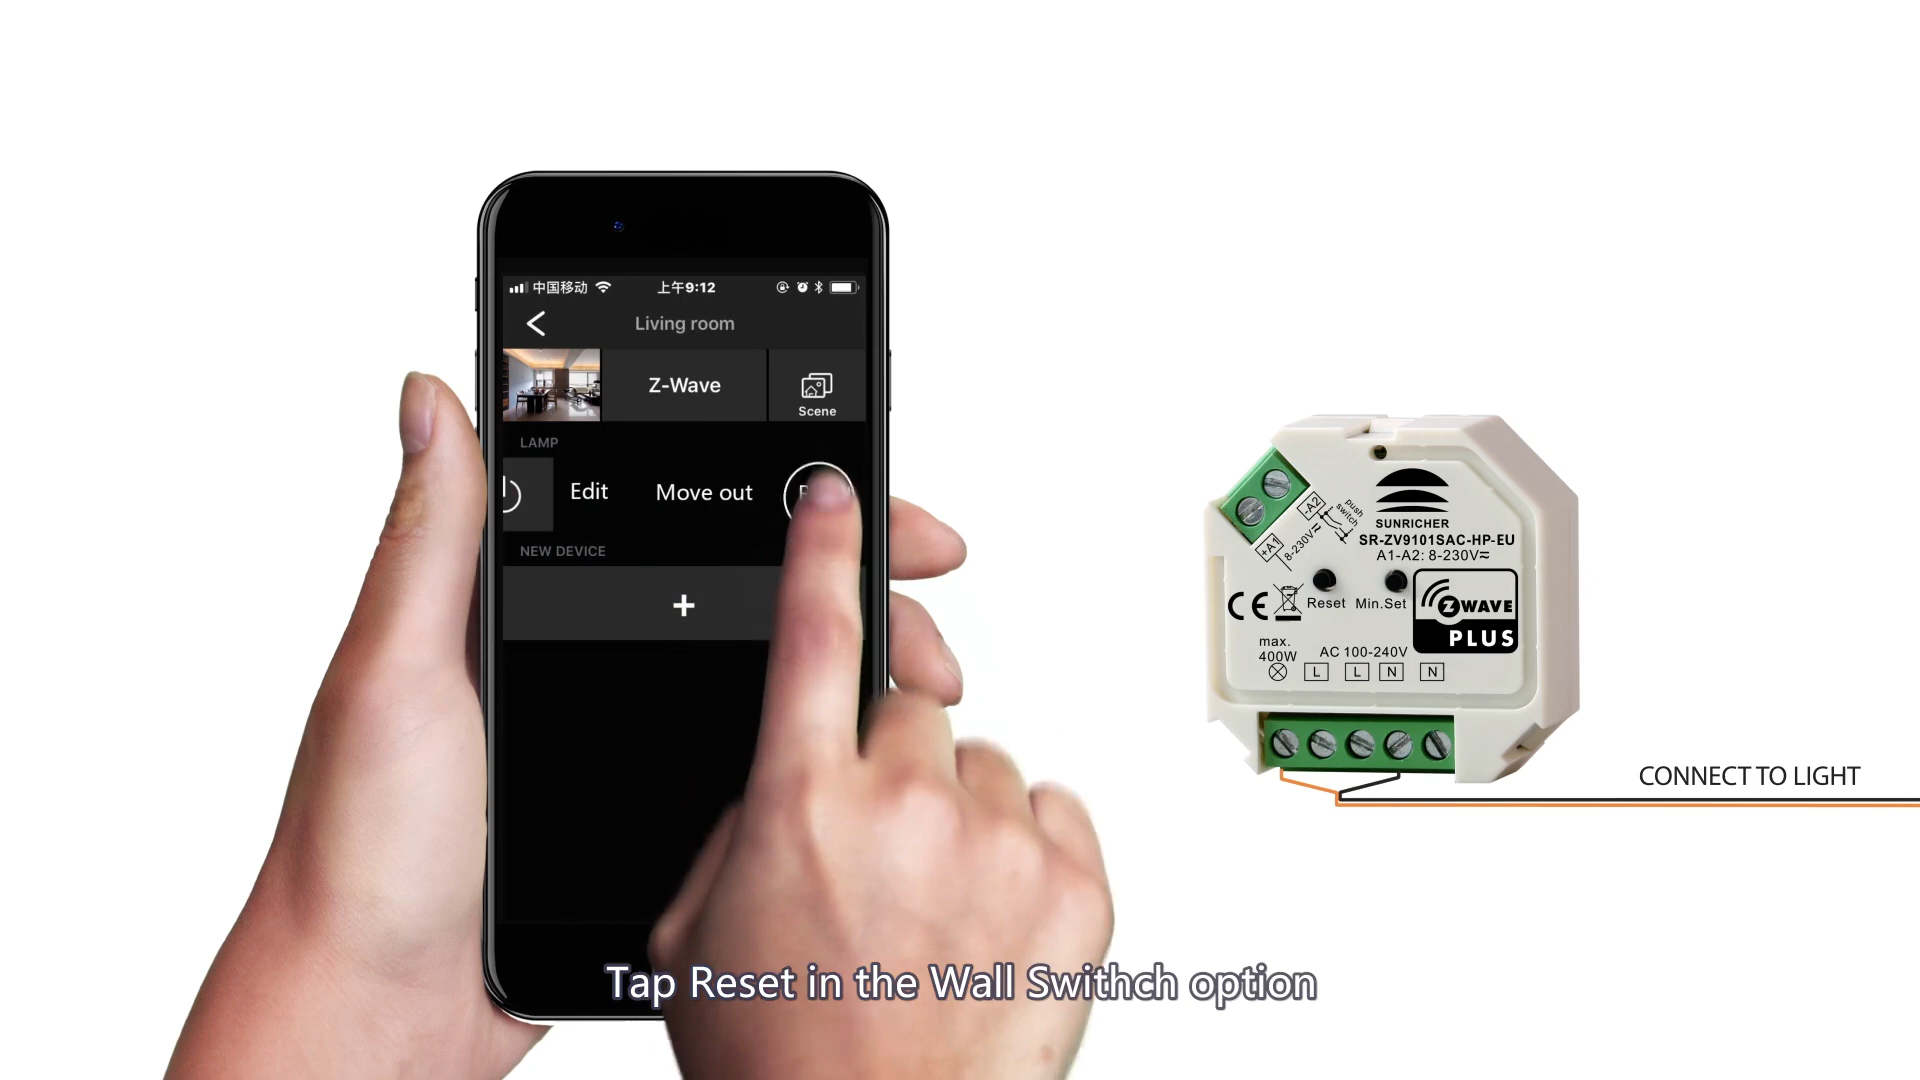 中国移动
上午9:12
Living room
Z-Wave
Scene
LAMP
Edit
Move out
NEW DEVICE
+
-A2
push
switch
+A1
8-230V
SUNRICHER
SR-ZV9101SAC-HP-EU
A1-A2: 8-230V
CE
Reset
Min.Set
Z WAVE
PLUS
max.
400W
AC 100-240V
L
L
N
N
CONNECT TO LIGHT
Tap Reset in the Wall Swithch option